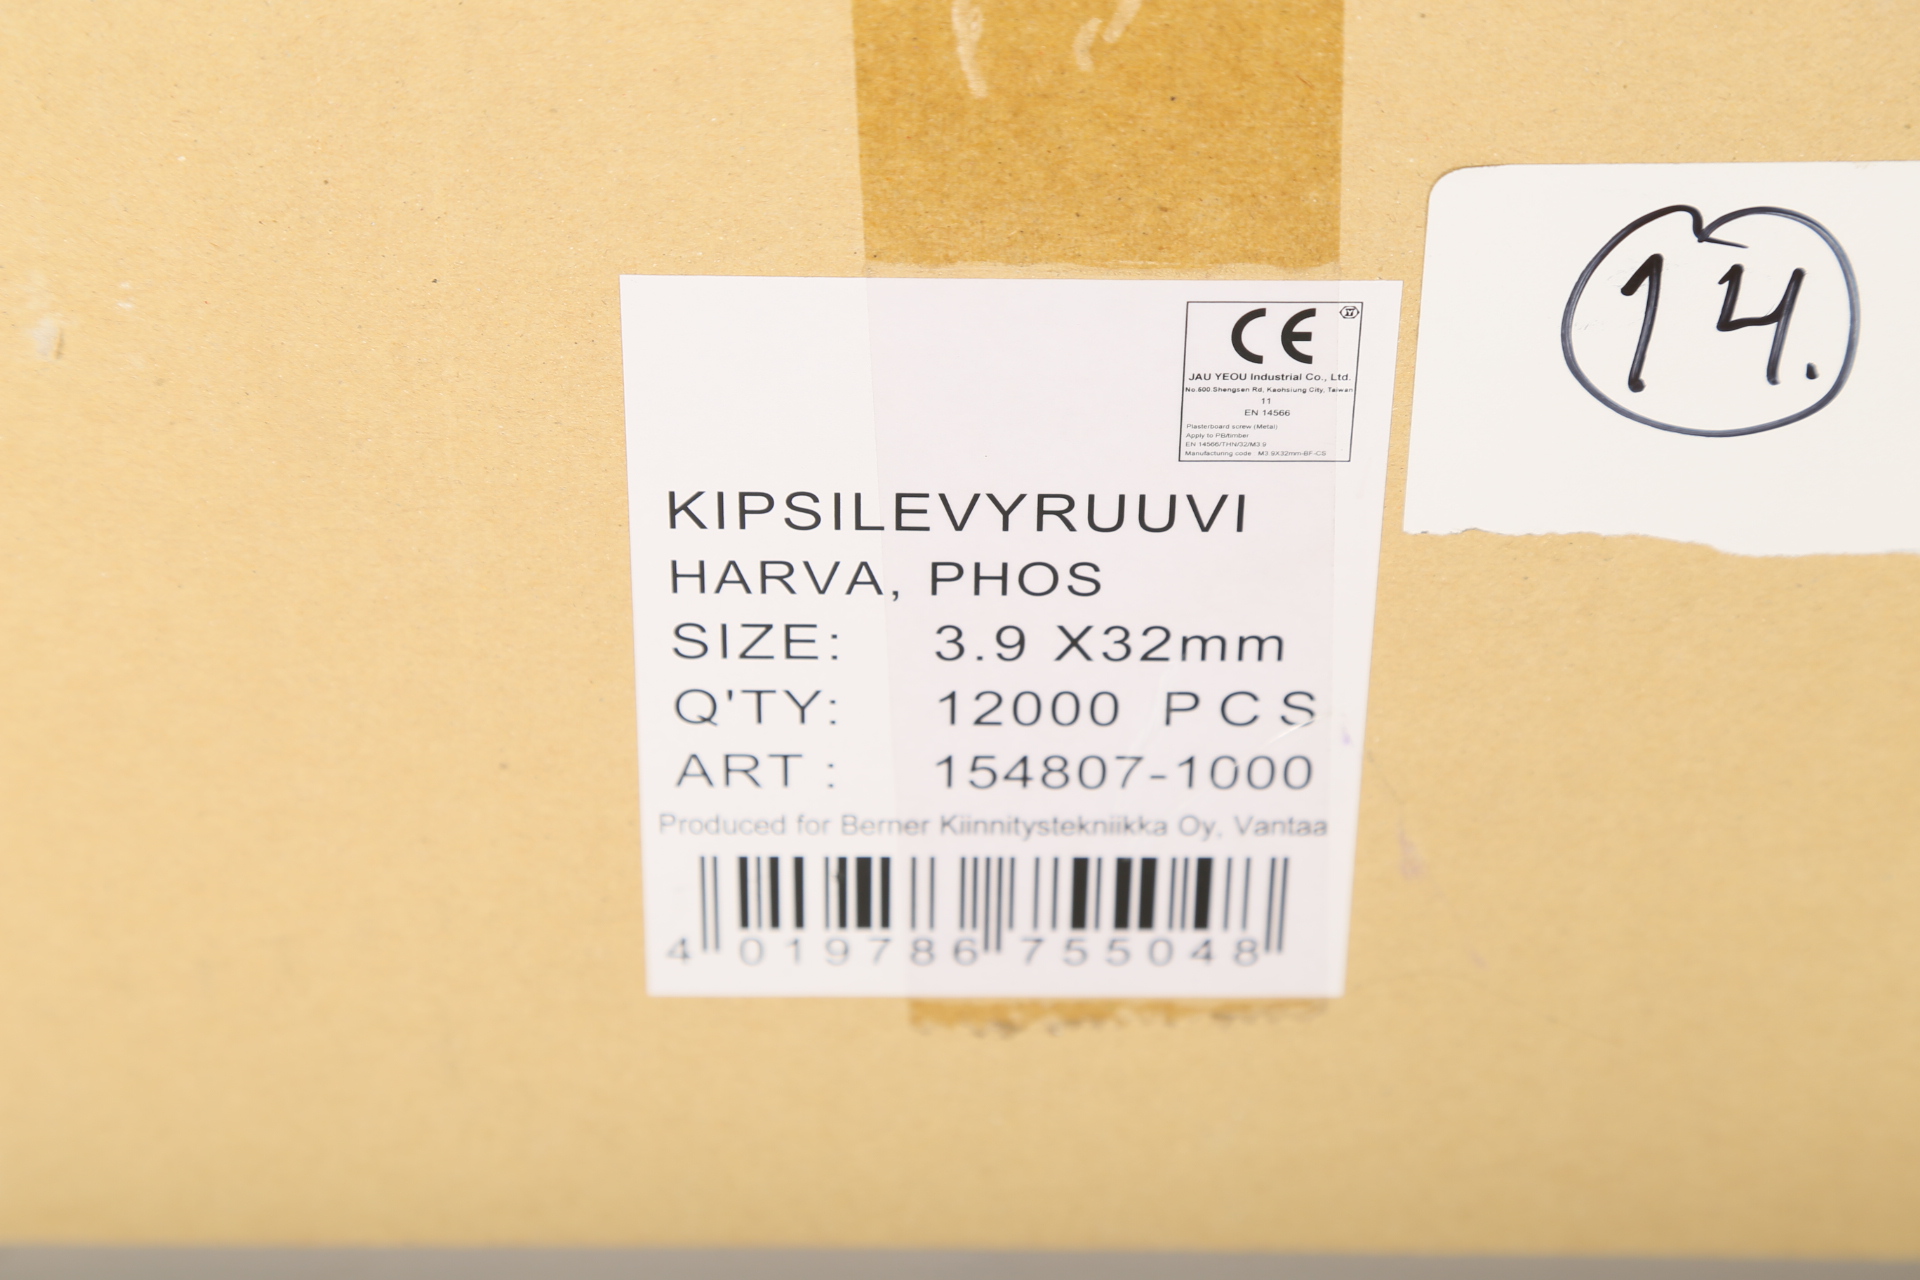 CE
JAU YEOU Industrial Co., Ltd.
No.600.Shengsen Rd, Kaohsiung City, Taiwan
11
EN 14566
Plasterboard screw (Metal)
Apply to PB/timber
EN 14566/THN/32/M3.9
Manufacturing code : M3.9X32mm-BF-CS
KIPSILEVYRUUVI
HARVA, PHOS
SIZE: 3.9 X32mm
Q'TY: 12000 PCS
ART : 154807-1000
Produced for Berner Kiinnitystekniikka Oy, Vantaa
4 019786 755048
14.